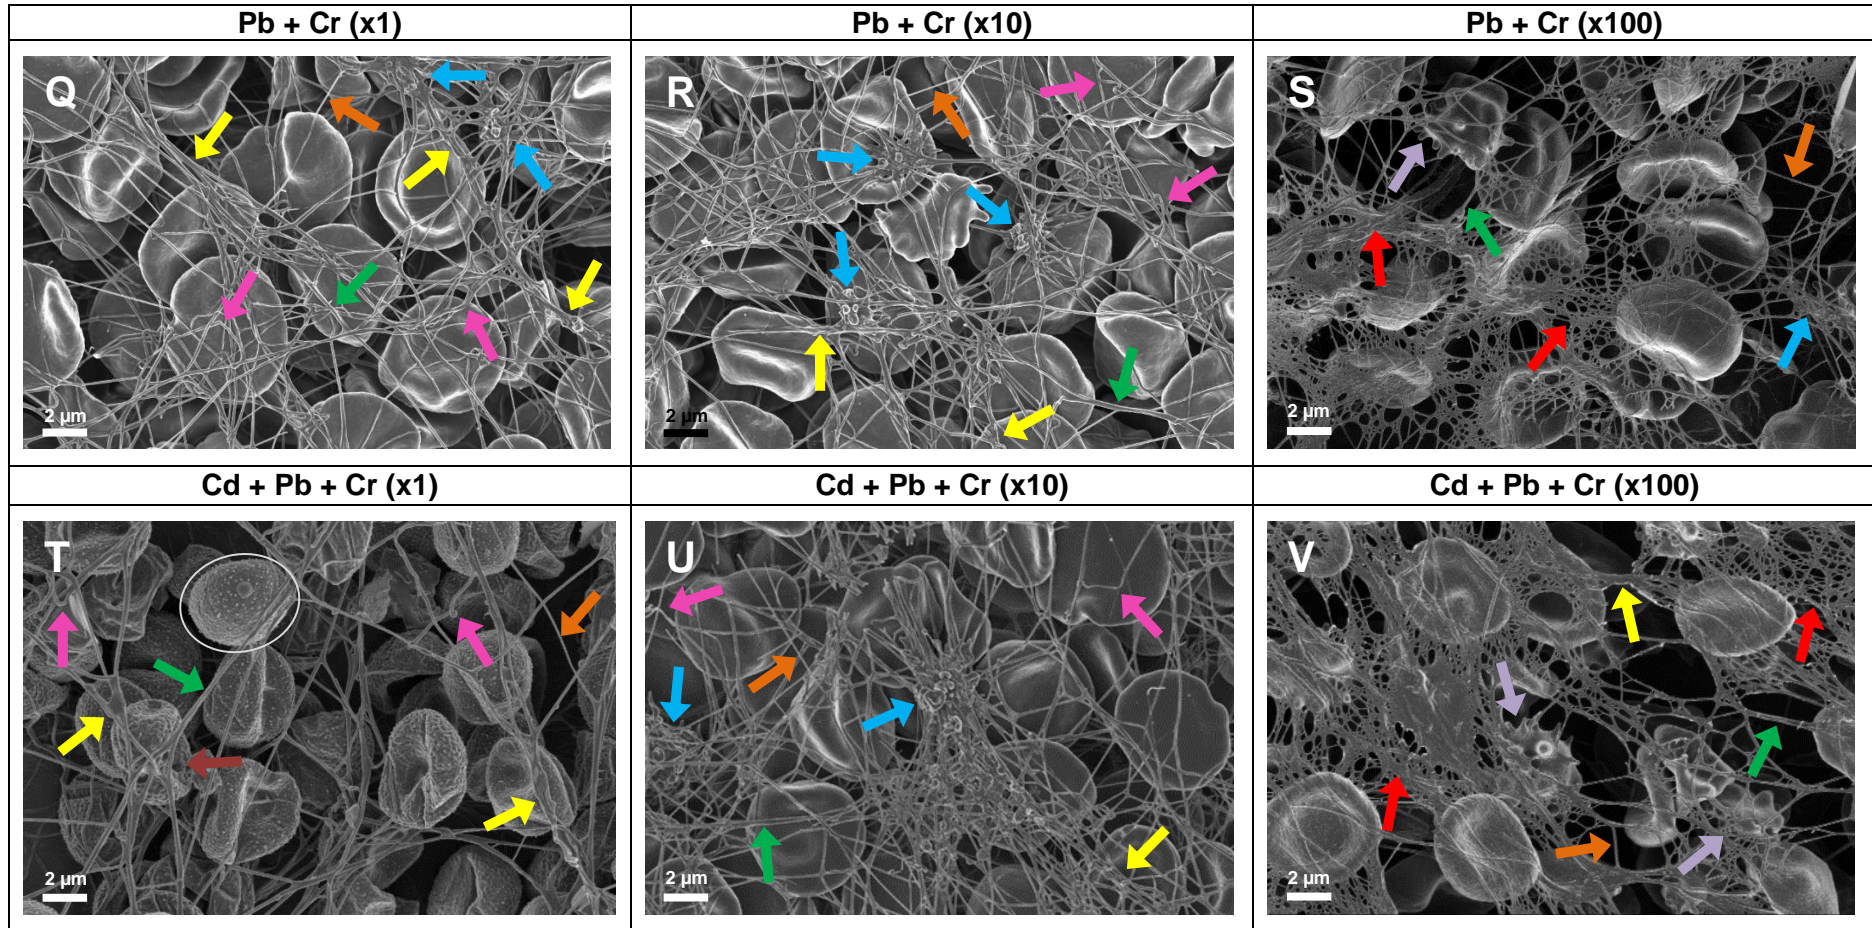 Pb + Cr (x1)
Pb + Cr (x10)
Pb + Cr (x100)
Q
R
S
2 µm
2 µm
2 µm
Cd + Pb + Cr (x1)
Cd + Pb + Cr (x10)
Cd + Pb + Cr (x100)
T
U
V
2 µm
2 µm
2 µm